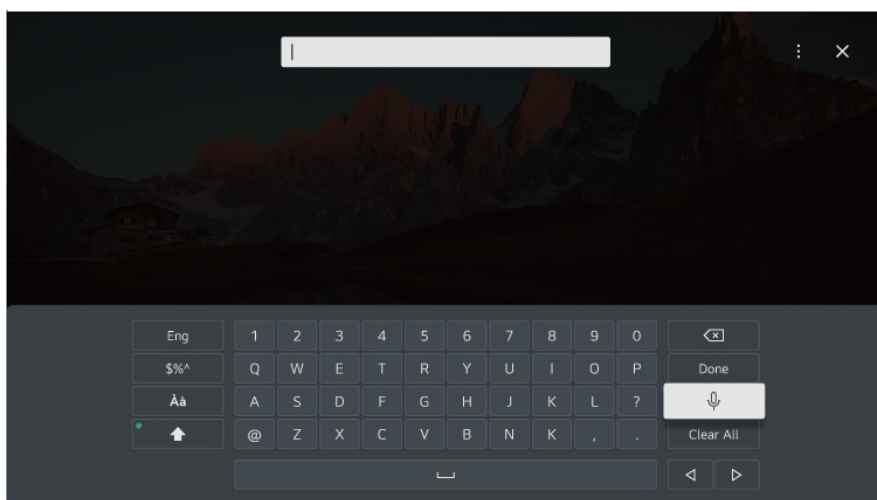 Eng 1 2 3 4 5 6 7 8 9 0
$%^ Q W E T R Y U I O P Done
Àà A S D F G H J K L ?
@ Z X C V B N K , . Clear All